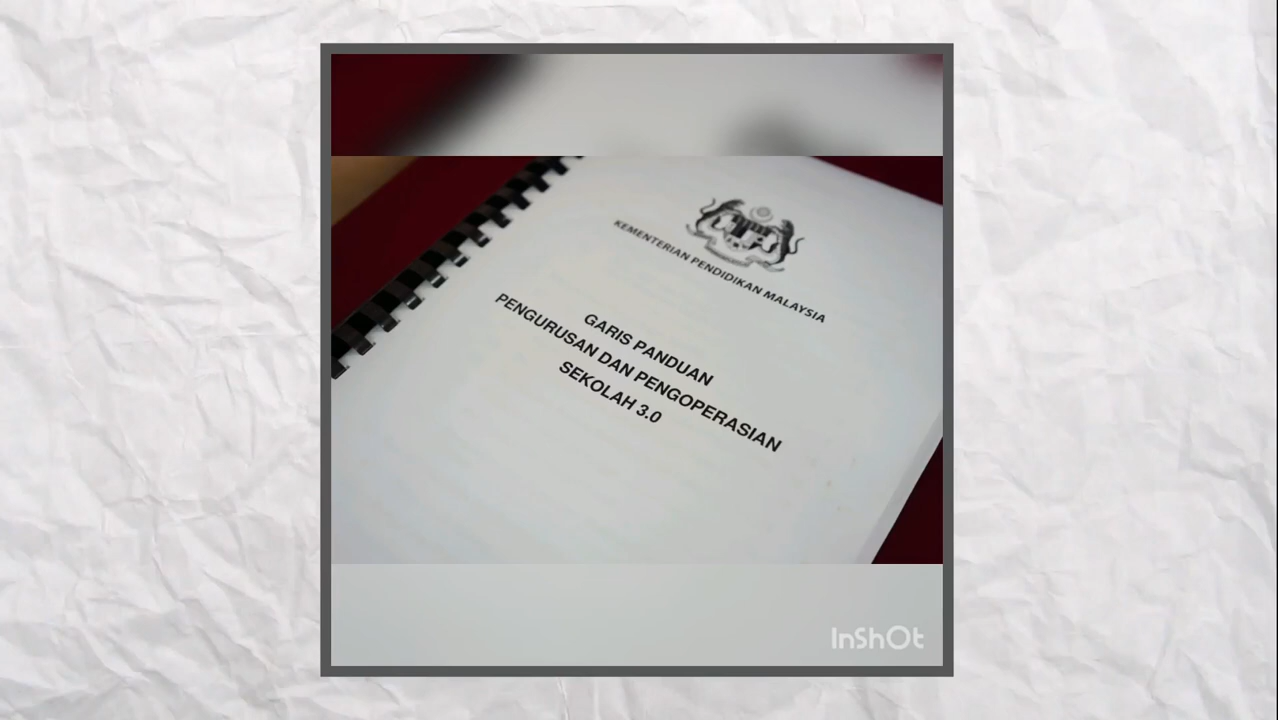 KEMENTERIAN PENDIDIKAN MALAYSIA
GARIS PANDUAN
PENGURUSAN DAN PENGOPERASIAN
SEKOLAH 3.0
InShOt